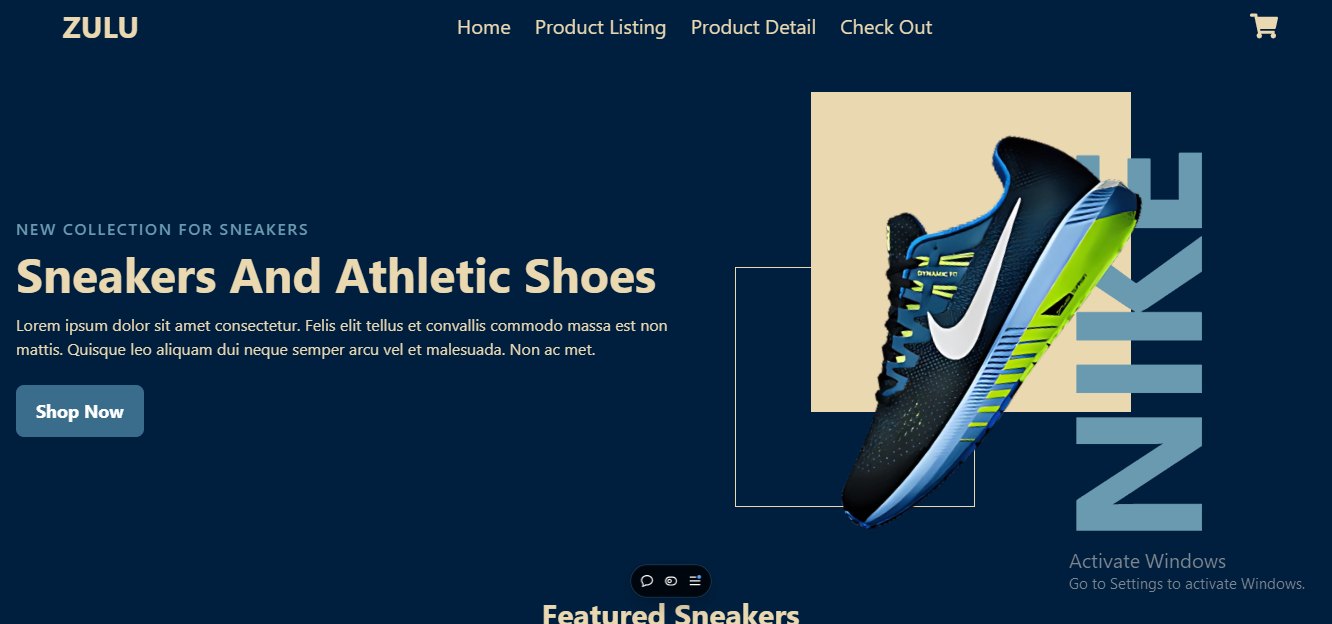 ZULU
Home
Product Listing
Product Detail
Check Out
NEW COLLECTION FOR SNEAKERS
Sneakers And Athletic Shoes
Lorem ipsum dolor sit amet consectetur. Felis elit tellus et convallis commodo massa est non
mattis. Quisque leo aliquam dui neque semper arcu vel et malesuada. Non ac met.
Shop Now
DYNAMIC FIT
NIKE
Activate Windows
Go to Settings to activate Windows.
Featured Sneakers